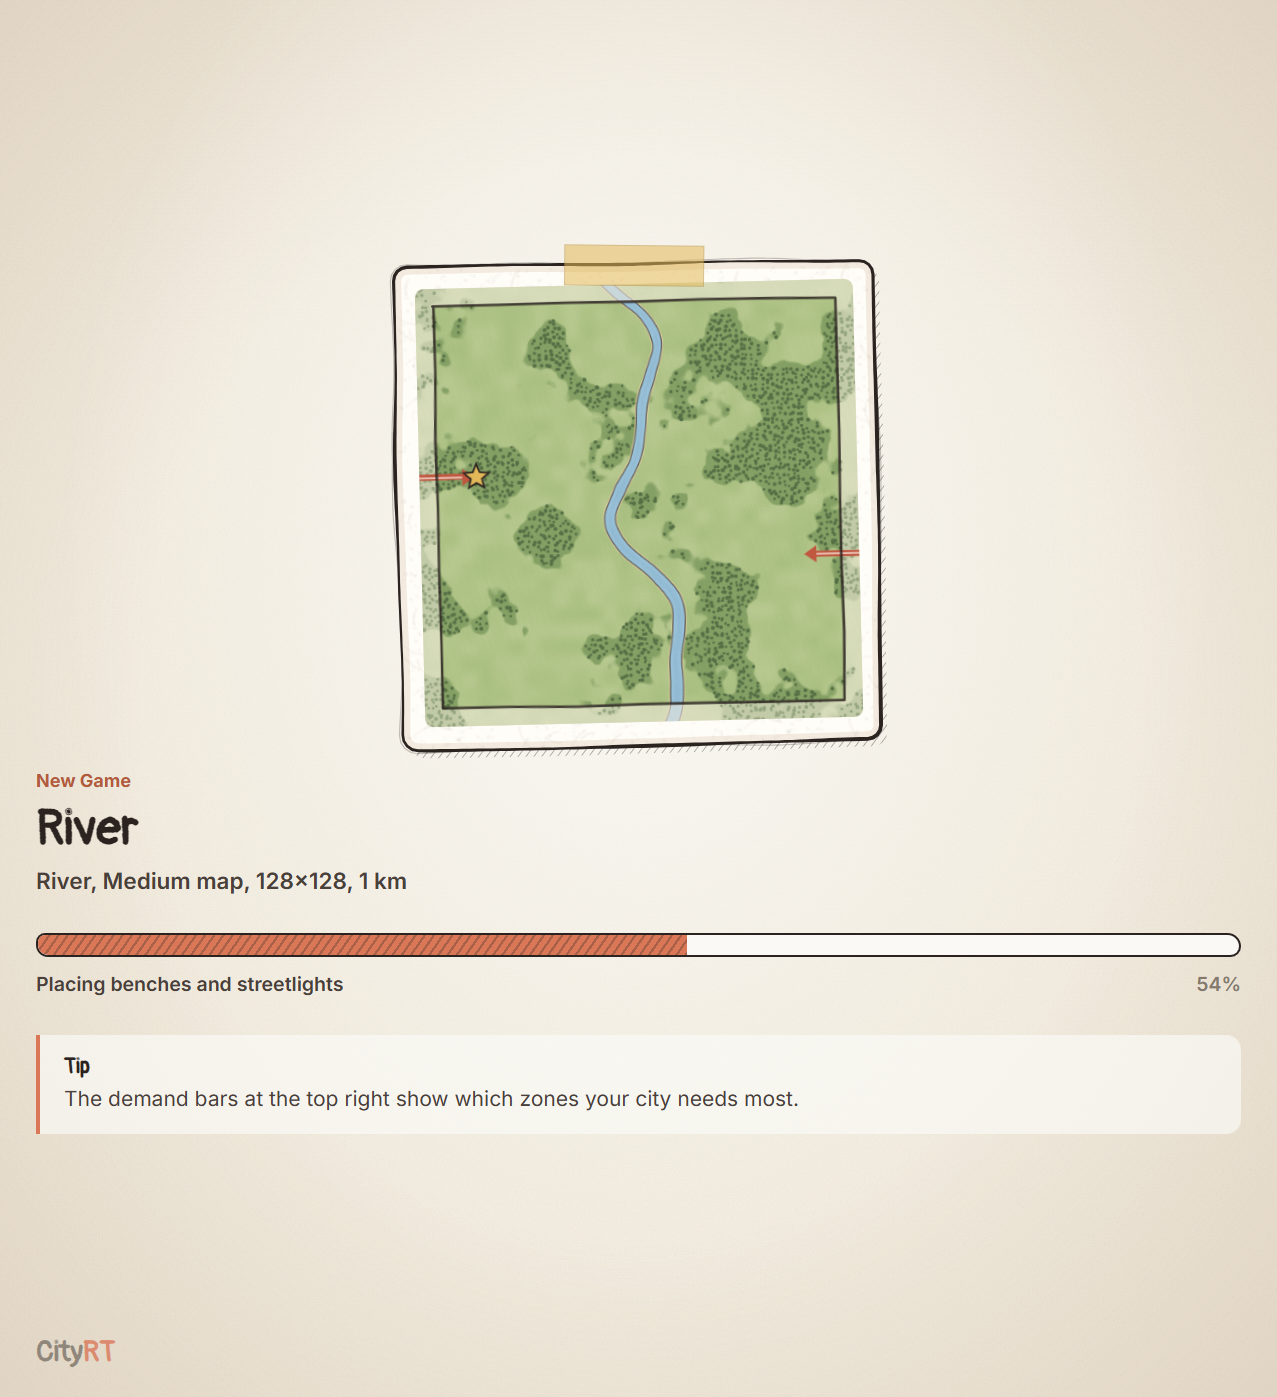 New Game
River
River, Medium map, 128×128, 1 km
Placing benches and streetlights
54%
Tip
The demand bars at the top right show which zones your city needs most.
CityRT